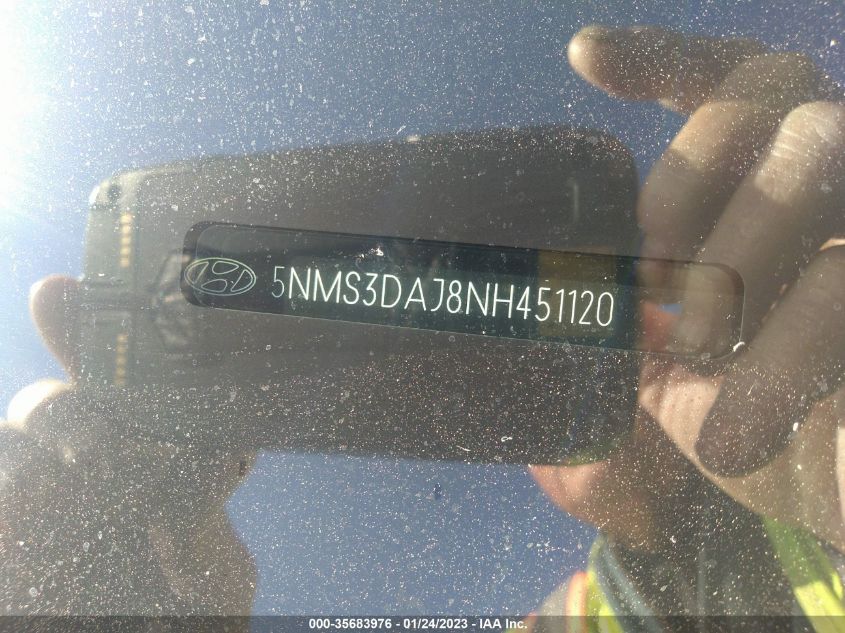 5NMS3DAJ8NH451120
000-35683976 - 01/24/2023 - IAA Inc.